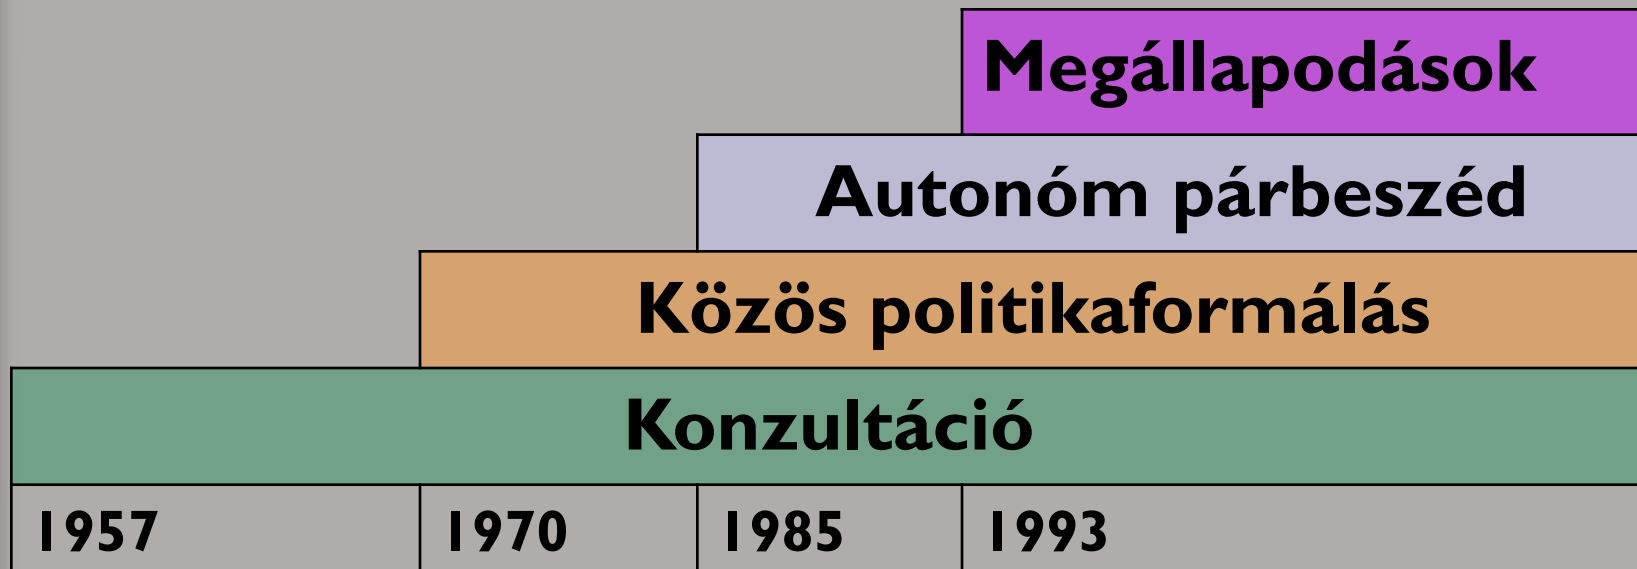 Megállapodások
Autonóm párbeszéd
Közös politikaformálás
Konzultáció
1957 1970 1985 1993